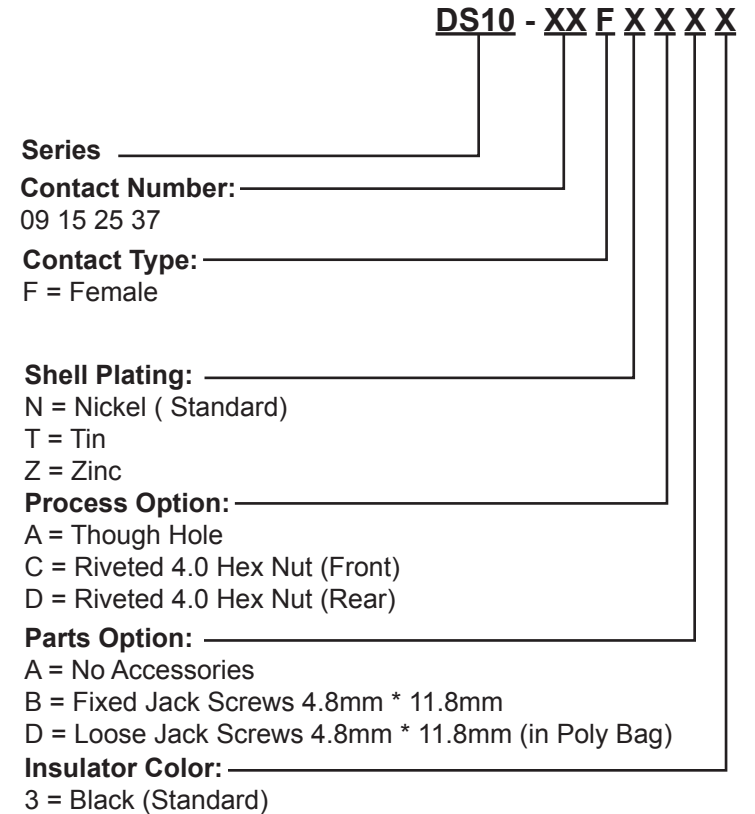 DS10 - XX F X X X X
Series
Contact Number:
09 15 25 37
Contact Type:
F = Female
Shell Plating:
N = Nickel ( Standard)
T = Tin
Z = Zinc
Process Option:
A = Though Hole
C = Riveted 4.0 Hex Nut (Front)
D = Riveted 4.0 Hex Nut (Rear)
Parts Option:
A = No Accessories
B = Fixed Jack Screws 4.8mm * 11.8mm
D = Loose Jack Screws 4.8mm * 11.8mm (in Poly Bag)
Insulator Color:
3 = Black (Standard)